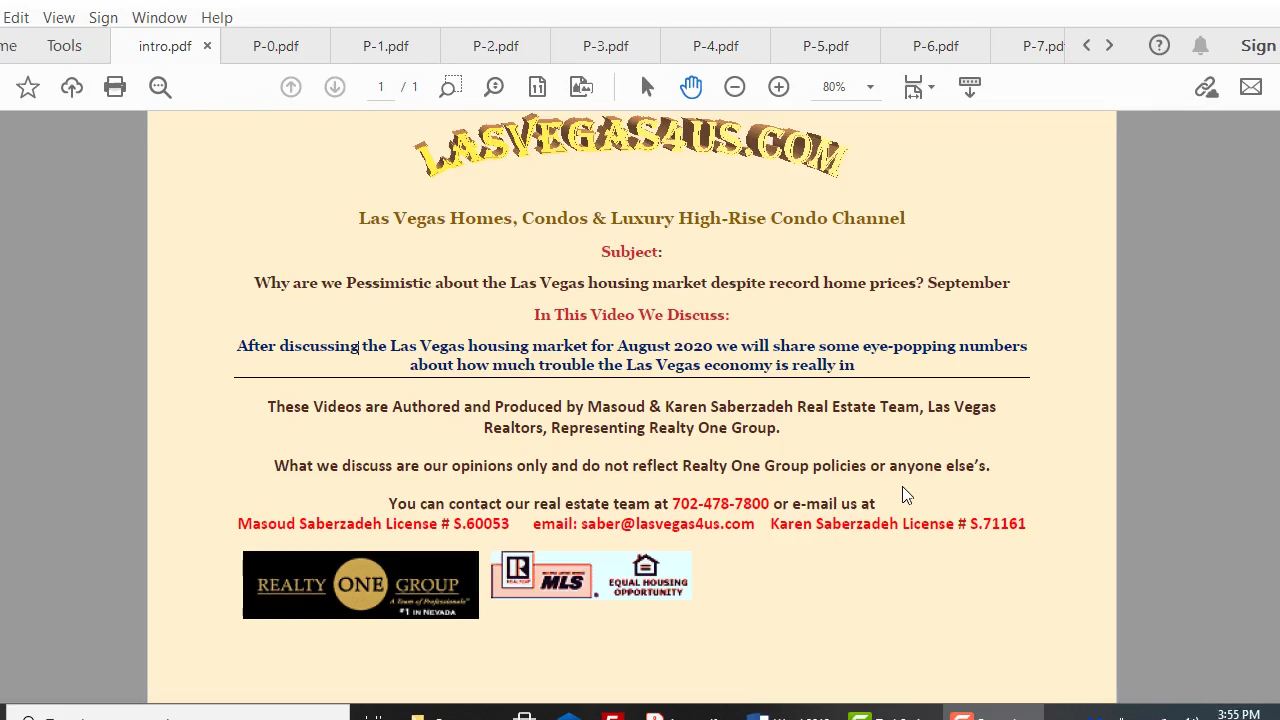 Edit View Sign Window Help
Tools intro.pdf × P-0.pdf P-1.pdf P-2.pdf P-3.pdf P-4.pdf P-5.pdf P-6.pdf Sign
1 / 1 80%
LASVEGAS4US.COM
Las Vegas Homes, Condos & Luxury High-Rise Condo Channel
Subject:
Why are we Pessimistic about the Las Vegas housing market despite record home prices? September
In This Video We Discuss:
After discussing the Las Vegas housing market for August 2020 we will share some eye-popping numbers
about how much trouble the Las Vegas economy is really in
These Videos are Authored and Produced by Masoud & Karen Saberzadeh Real Estate Team, Las Vegas
Realtors, Representing Realty One Group.
What we discuss are our opinions only and do not reflect Realty One Group policies or anyone else's.
You can contact our real estate team at 702-478-7800 or e-mail us at
Masoud Saberzadeh License # S.60053 email: saber@lasvegas4us.com Karen Saberzadeh License # S.71161
REALTY ONE GROUP
A Team of Professionals
#1 IN NEVADA
R MLS
EQUAL HOUSING
OPPORTUNITY
3:55 PM